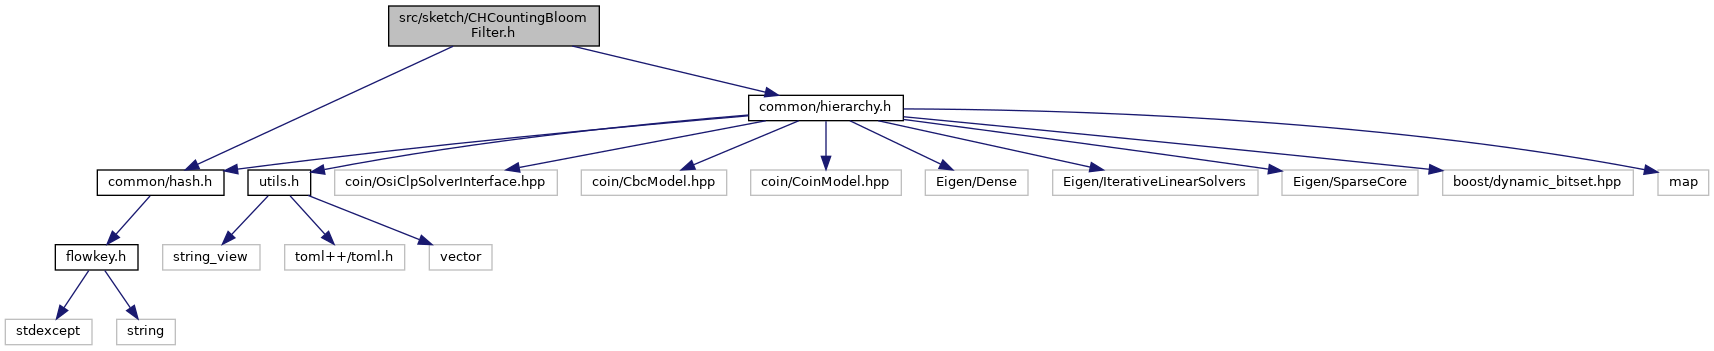 src/sketch/CHCountingBloom
Filter.h
common/hierarchy.h
common/hash.h
utils.h
coin/OsiClpSolverInterface.hpp
coin/CbcModel.hpp
coin/CoinModel.hpp
Eigen/Dense
Eigen/IterativeLinearSolvers
Eigen/SparseCore
boost/dynamic_bitset.hpp
map
flowkey.h
string_view
toml++/toml.h
vector
stdexcept
string